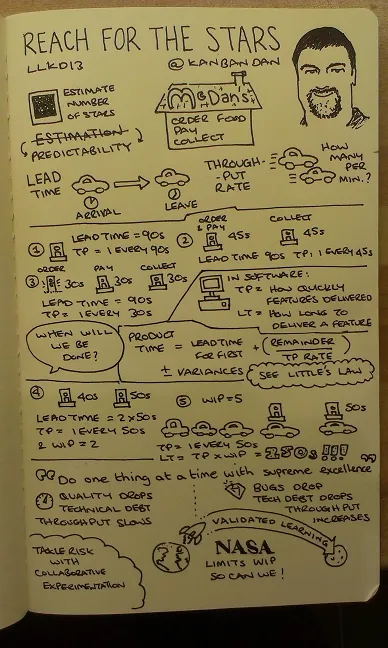 REACH FOR THE STARS
LLKD13 @KANBANDAN
ESTIMATE
NUMBER
OF STARS
McDan's
ORDER FOOD
PAY
COLLECT
ESTIMATION
PREDICTABILITY
THROUGH-
-PUT
RATE
HOW
MANY
PER
MIN.?
LEAD
TIME
ARRIVAL
LEAVE
① LEAD TIME = 90s
TP = 1 EVERY 90s
② ORDER
& PAY
45s
COLLECT
45s
LEAD TIME 90s TP: 1 EVERY 45s
③ ORDER
30s
PAY
30s
COLLECT
30s
LEAD TIME = 90s
TP = 1 EVERY 30s
IN SOFTWARE:
TP = HOW QUICKLY
FEATURES DELIVERED
LT = HOW LONG TO
DELIVER A FEATURE
WHEN WILL
WE BE
DONE?
PRODUCT
TIME = LEAD TIME
FOR FIRST + (REMAINDER
TP RATE)
± VARIANCES
SEE LITTLE'S LAW
④ 40s 50s
LEAD TIME = 2x50s
TP = 1 EVERY 50s
& WIP = 2
⑤ WIP = 5
50s
TP = 1 EVERY 50s
LT = TP x WIP = 250s !!!
"Do one thing at a time with supreme excellence"
QUALITY DROPS
TECHNICAL DEBT
THROUGHPUT SLOWS
BUGS DROP
TECH DEBT DROPS
THROUGHPUT
INCREASES
VALIDATED LEARNING
TACKLE RISK
WITH
COLLABORATIVE
EXPERIMENTATION
NASA
LIMITS WIP
SO CAN WE!